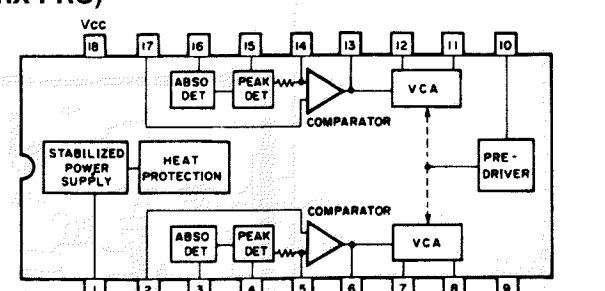 Vcc
18 17 16 15 14 13 12 11 10
ABSO
DET
PEAK
DET
VCA
COMPARATOR
STABILIZED
POWER
SUPPLY
HEAT
PROTECTION
PRE-
DRIVER
COMPARATOR
ABSO
DET
PEAK
DET
VCA
1 2 3 4 5 6 7 8 9